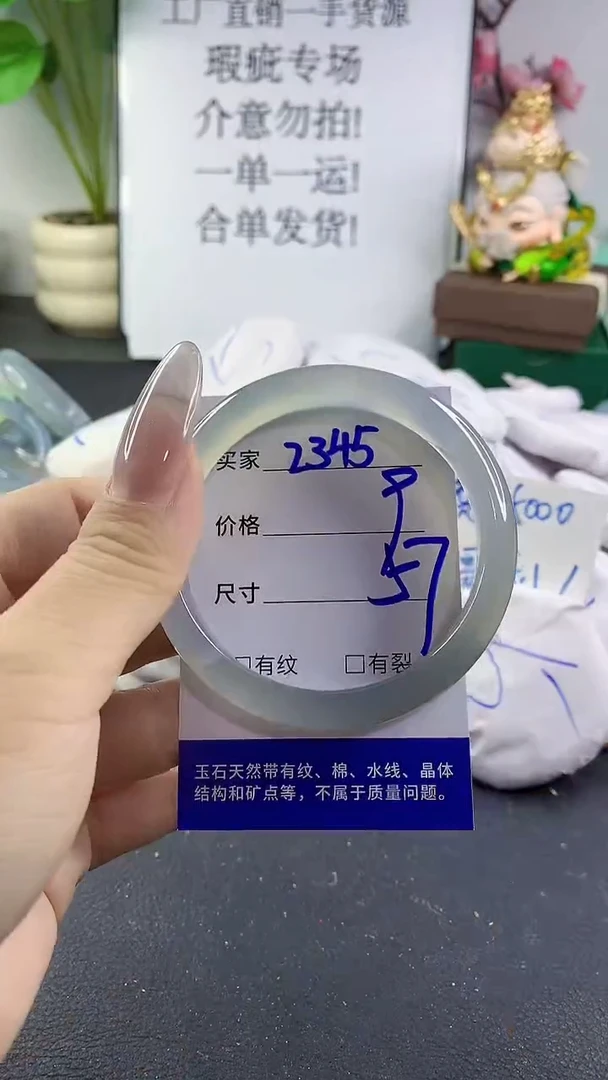 工厂直销一手货源
瑕疵专场
介意勿拍!
一单一运!
合单发货!
买家 2345
价格
尺寸 57
□有纹 □有裂
玉石天然带有纹、棉、水线、晶体
结构和矿点等，不属于质量问题。